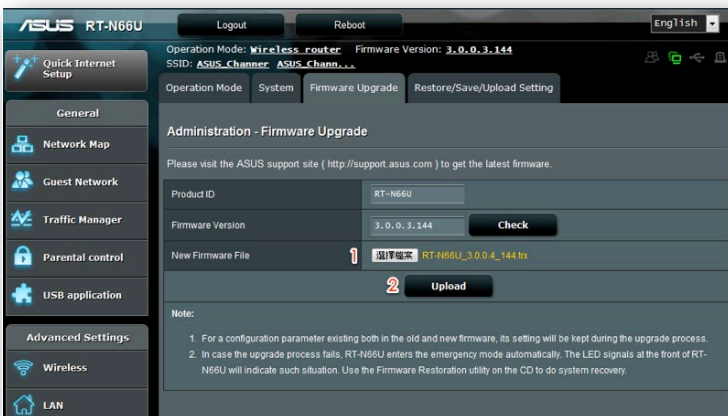 ASUS RT-N66U
Logout
Reboot
English
Quick Internet Setup
Operation Mode: Wireless router Firmware Version: 3.0.0.3.144
SSID: ASUS_Channer ASUS_Chann...
Operation Mode
System
Firmware Upgrade
Restore/Save/Upload Setting
General
Network Map
Guest Network
Traffic Manager
Parental control
USB application
Advanced Settings
Wireless
LAN
Administration - Firmware Upgrade
Please visit the ASUS support site ( http://support.asus.com ) to get the latest firmware.
Product ID RT-N66U
Firmware Version 3.0.0.3.144 Check
New Firmware File 1 選擇檔案 RT-N66U_3.0.0.4_144.trx
2 Upload
Note:
1. For a configuration parameter existing both in the old and new firmware, its setting will be kept during the upgrade process.
2. In case the upgrade process fails, RT-N66U enters the emergency mode automatically. The LED signals at the front of RT-
N66U will indicate such situation. Use the Firmware Restoration utility on the CD to do system recovery.